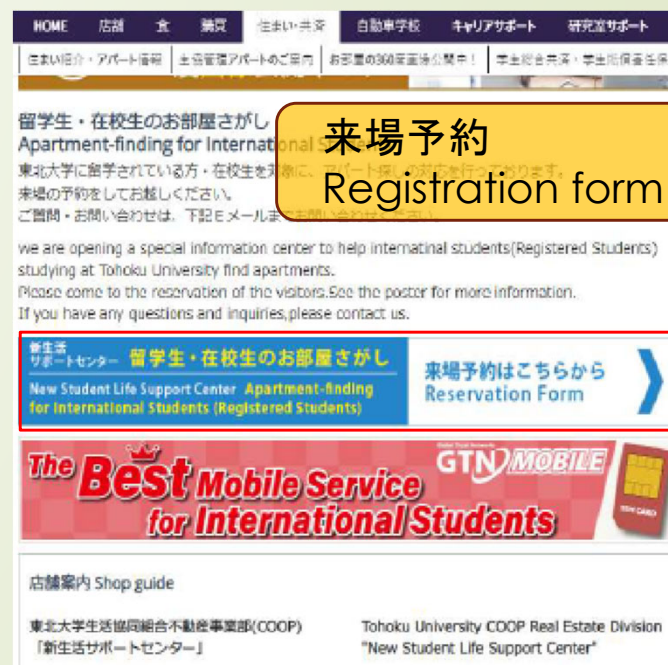 HOME 店舗 食 購買 住まい・共済 自動車学校 キャリアサポート 研究室サポート
住まい紹介・アパート情報 生協管理アパートのご案内 お部屋の360度画像公開中！ 学生総合共済・学生賠償責任保
留学生・在校生のお部屋さがし
Apartment-finding for International
来場予約
Registration form
東北大学に留学されている方・在校生を対象に、アパート探しの対応を行っております。
来場の予約をしてお越しください。
ご質問・お問い合わせは、下記Eメールまでお問い合わせください。
we are opening a special information center to help internatinal students(Registered Students)
studying at Tohoku University find apartments.
Please come to the reservation of the visitors.See the poster for more information.
If you have any questions and inquiries,please contact us.
新生活サポートセンター 留学生・在校生のお部屋さがし
New Student Life Support Center Apartment-finding
for International Students (Registered Students)
来場予約はこちらから
Reservation Form
The Best Mobile Service
for International Students
GTN MOBILE
SIM CARD
店舗案内 Shop guide
東北大学生活協同組合不動産事業部(COOP)
「新生活サポートセンター」
Tohoku University COOP Real Estate Division
"New Student Life Support Center"